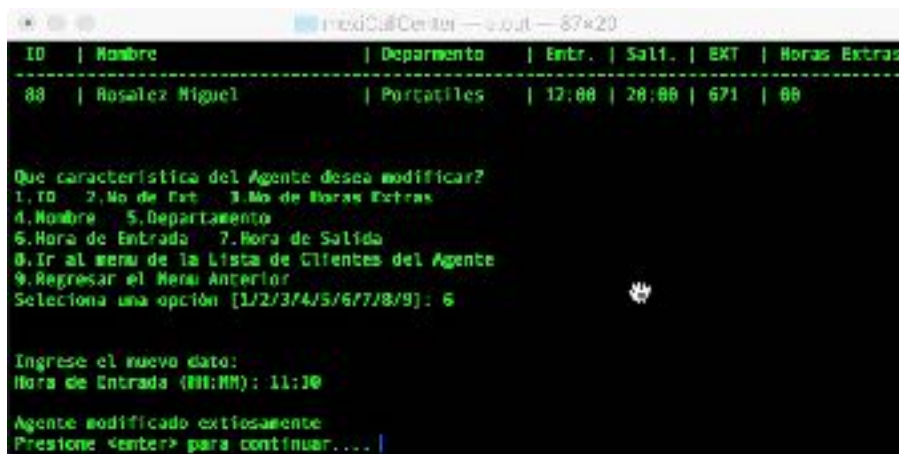 mexiCallCenter — a.out — 87×20
ID | Nombre | Deparmento | Entr. | Sali. | EXT | Horas Extras
| Rosalez Miguel | Portatiles | 12:00 | 20:00 | 671 | 00
Que característica del Agente desea modificar?
1.ID 2.No de Ext 3.No de Horas Extras
4.Nombre 5.Departamento
6.Hora de Entrada 7.Hora de Salida
8.Ir al menu de la Lista de Clientes del Agente
9.Regresar el Menu Anterior
Seleciona una opción [1/2/3/4/5/6/7/8/9]: 6
Ingrese el nuevo dato:
Hora de Entrada (HH:MM): 11:30
Agente modificado extiosamente
Presione <enter> para continuar....